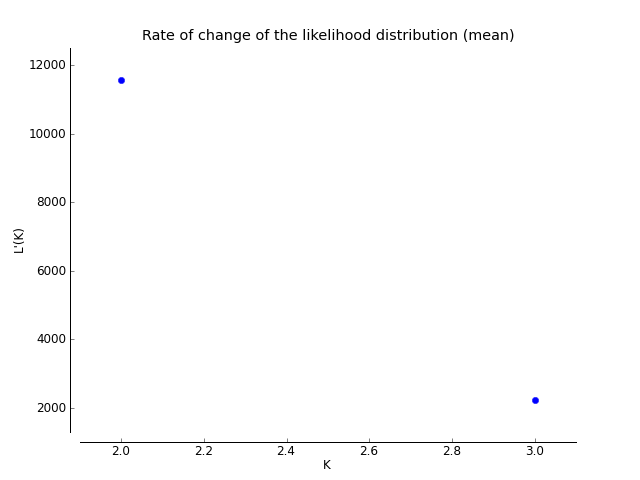 Rate of change of the likelihood distribution (mean)
12000
10000
8000
6000
4000
2000
L'(K)
2.0 2.2 2.4 2.6 2.8 3.0
K